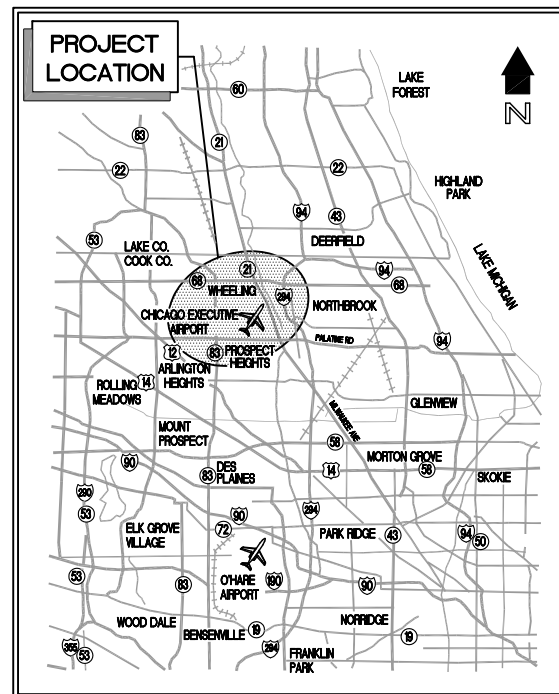 PROJECT
LOCATION
LAKE
FOREST
N
60
83
21
22
22
HIGHLAND
PARK
94
43
53
DEERFIELD
LAKE CO.
COOK CO.
LAKE MICHIGAN
21
94
68
68
WHEELING
294
NORTHBROOK
CHICAGO EXECUTIVE
AIRPORT
PALATINE RD
94
12
83
PROSPECT
HEIGHTS
ARLINGTON
HEIGHTS
14
ROLLING
MEADOWS
MILWAUKEE AVE
GLENVIEW
MOUNT
PROSPECT
58
MORTON GROVE
90
DES
PLAINES
83
14
58
SKOKIE
290
53
294
90
72
ELK GROVE
VILLAGE
PARK RIDGE
43
94
50
O'HARE
AIRPORT
190
53
83
90
WOOD DALE
NORRIDGE
BENSENVILLE
19
19
355
53
294
FRANKLIN
PARK